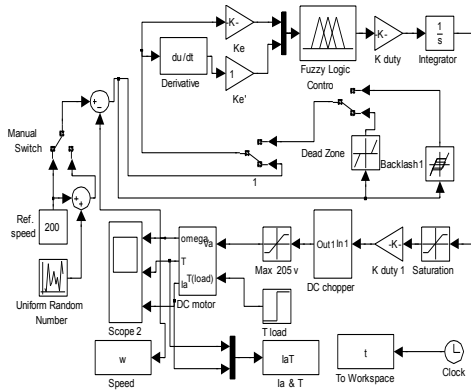 -K-
Ke
du/dt
Derivative
1
Ke'
Fuzzy Logic
Contro
-K-
K duty
1
s
Integrator
Manual
Switch
+
-
Dead Zone
Backlash1
1
Ref.
speed
200
+
+
Uniform Random
Number
Scope 2
omega
T
Ia
Va
T(load)
DC motor
Max 205 v
Out1
In1
DC chopper
-K-
K duty 1
Saturation
T load
w
Speed
IaT
Ia & T
t
To Workspace
Clock